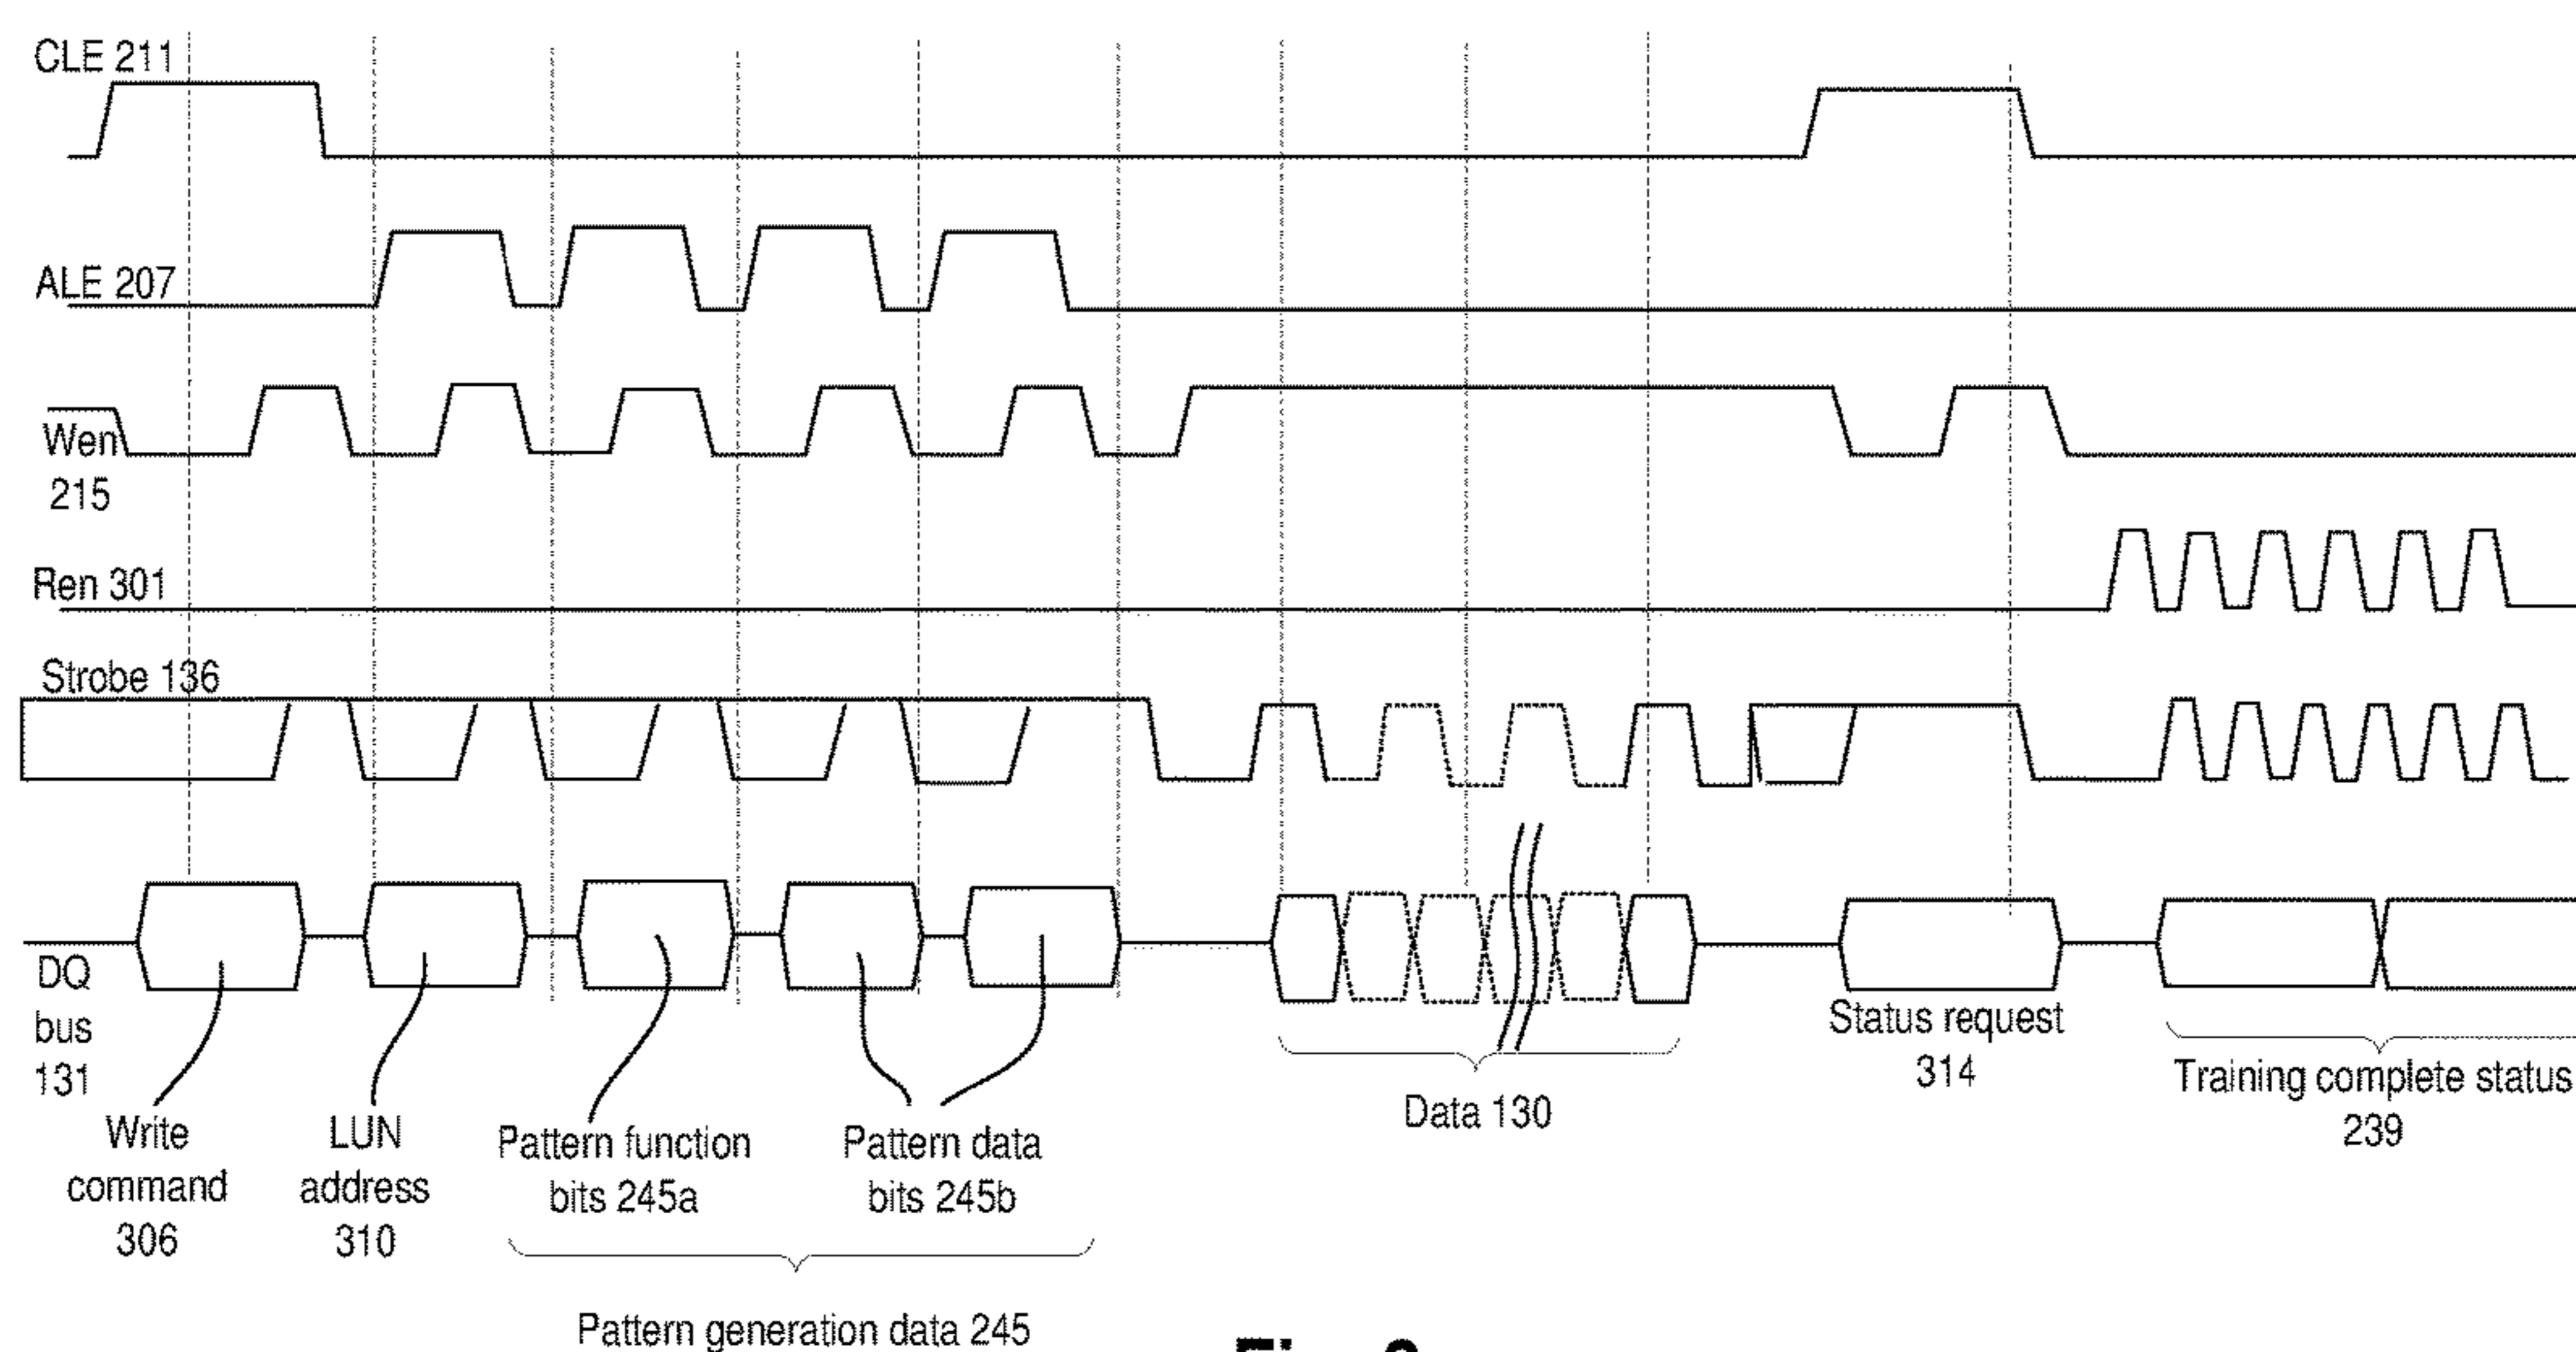 CLE 211
ALE 207
Wen
215
Ren 301
Strobe 136
DQ
bus
131
Write
command
306
LUN
address
310
Pattern function
bits 245a
Pattern data
bits 245b
Pattern generation data 245
Data 130
Status request
314
Training complete status
239